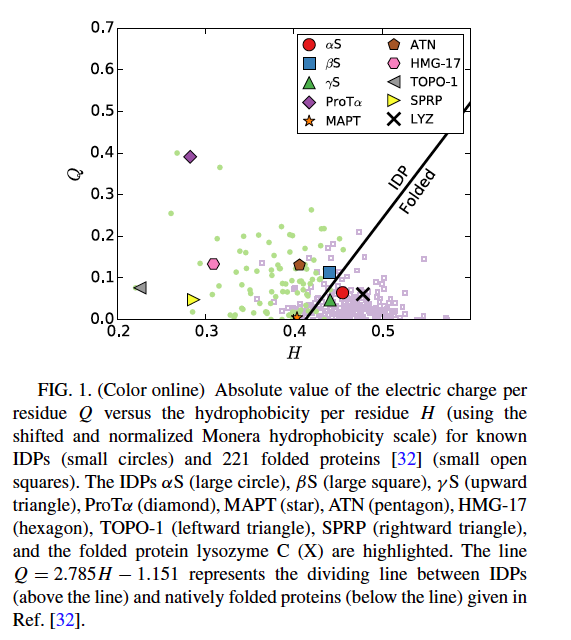 0.7
0.6
0.5
0.4
0.3
0.2
0.1
0.0
Q
0.2 0.3 0.4 0.5
H
αS
βS
γS
ProTα
MAPT
ATN
HMG-17
TOPO-1
SPRP
LYZ
IDP
Folded
FIG. 1. (Color online) Absolute value of the electric charge per
residue Q versus the hydrophobicity per residue H (using the
shifted and normalized Monera hydrophobicity scale) for known
IDPs (small circles) and 221 folded proteins [32] (small open
squares). The IDPs αS (large circle), βS (large square), γS (upward
triangle), ProTα (diamond), MAPT (star), ATN (pentagon), HMG-17
(hexagon), TOPO-1 (leftward triangle), SPRP (rightward triangle),
and the folded protein lysozyme C (X) are highlighted. The line
Q = 2.785H − 1.151 represents the dividing line between IDPs
(above the line) and natively folded proteins (below the line) given in
Ref. [32].